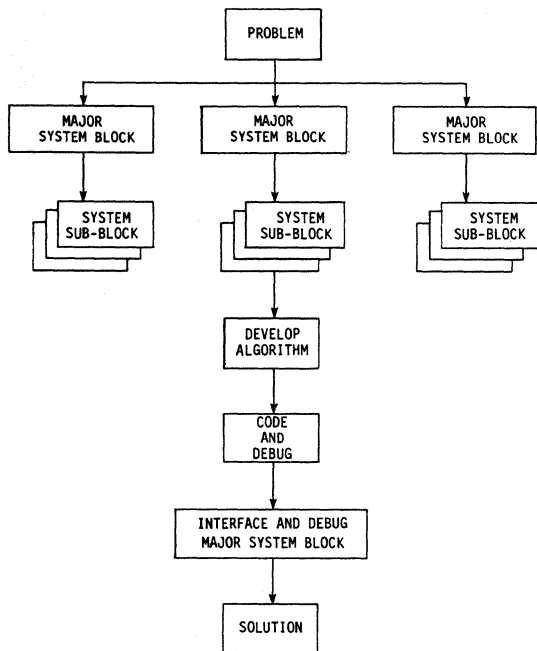 PROBLEM
MAJOR
SYSTEM BLOCK
MAJOR
SYSTEM BLOCK
MAJOR
SYSTEM BLOCK
SYSTEM
SUB-BLOCK
SYSTEM
SUB-BLOCK
SYSTEM
SUB-BLOCK
DEVELOP
ALGORITHM
CODE
AND
DEBUG
INTERFACE AND DEBUG
MAJOR SYSTEM BLOCK
SOLUTION